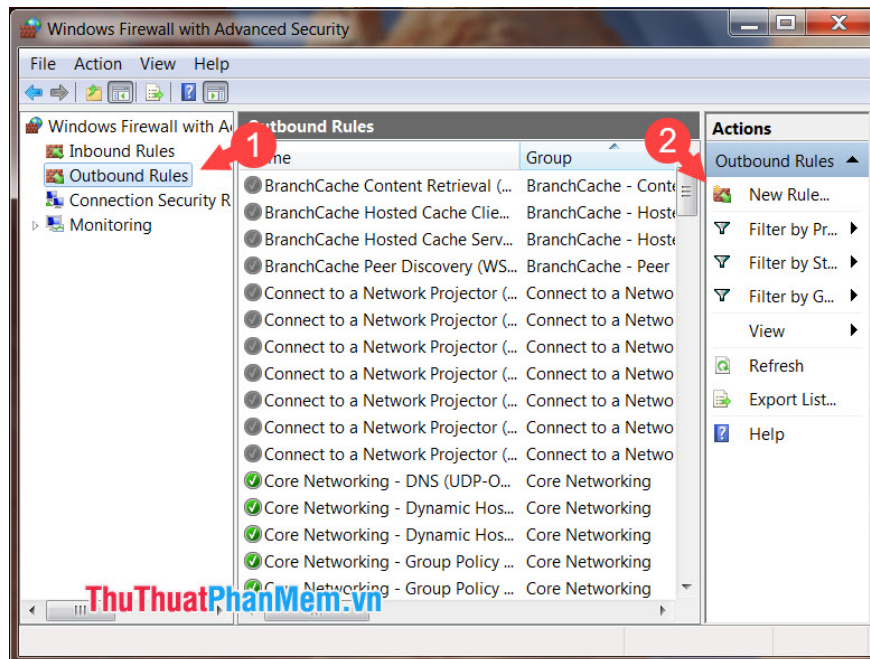 Windows Firewall with Advanced Security
File Action View Help
Windows Firewall with A
Inbound Rules
Outbound Rules
Connection Security R
Monitoring
1
Outbound Rules
Name Group
BranchCache Content Retrieval (... BranchCache - Conte
BranchCache Hosted Cache Clie... BranchCache - Hoste
BranchCache Hosted Cache Serv... BranchCache - Hoste
BranchCache Peer Discovery (WS... BranchCache - Peer
Connect to a Network Projector (... Connect to a Netwo
Connect to a Network Projector (... Connect to a Netwo
Connect to a Network Projector (... Connect to a Netwo
Connect to a Network Projector (... Connect to a Netwo
Connect to a Network Projector (... Connect to a Netwo
Connect to a Network Projector (... Connect to a Netwo
Connect to a Network Projector (... Connect to a Netwo
Core Networking - DNS (UDP-O... Core Networking
Core Networking - Dynamic Hos... Core Networking
Core Networking - Dynamic Hos... Core Networking
Core Networking - Group Policy ... Core Networking
Core Networking - Group Policy ... Core Networking
2
Actions
Outbound Rules
New Rule...
Filter by Pr...
Filter by St...
Filter by G...
View
Refresh
Export List...
Help
ThuThuatPhanMem.vn